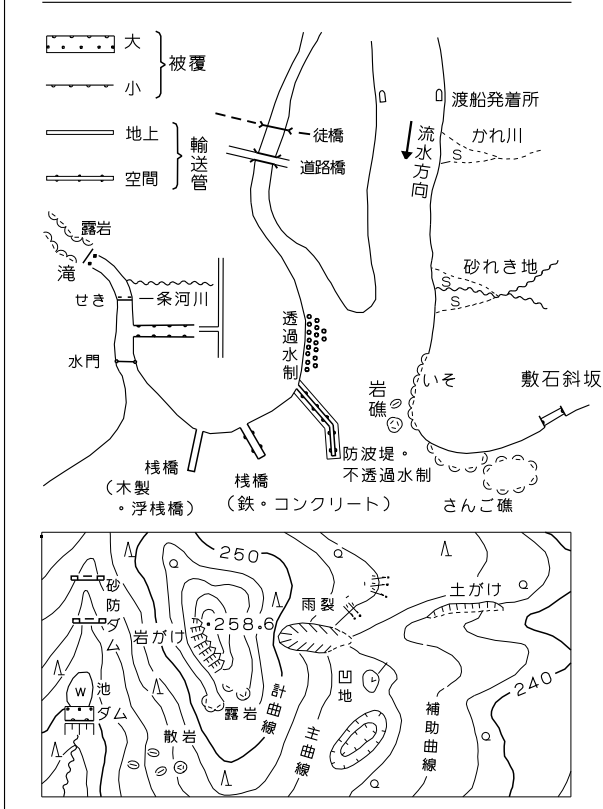 大
小
被覆
地上
空間
輸送管
徒橋
道路橋
渡船発着所
かれ川
流水方向
S
露岩
滝
せき
一条河川
水門
砂れき地
S
透過水制
いそ
岩礁
敷石斜坂
桟橋
（木製
・浮桟橋）
桟橋
（鉄・コンクリート）
防波堤・
不透過水制
さんご礁
250
砂防ダム
岩がけ
.258.6
雨裂
土がけ
W
池
ダム
露岩
散岩
計曲線
主曲線
凹地
補助曲線
240